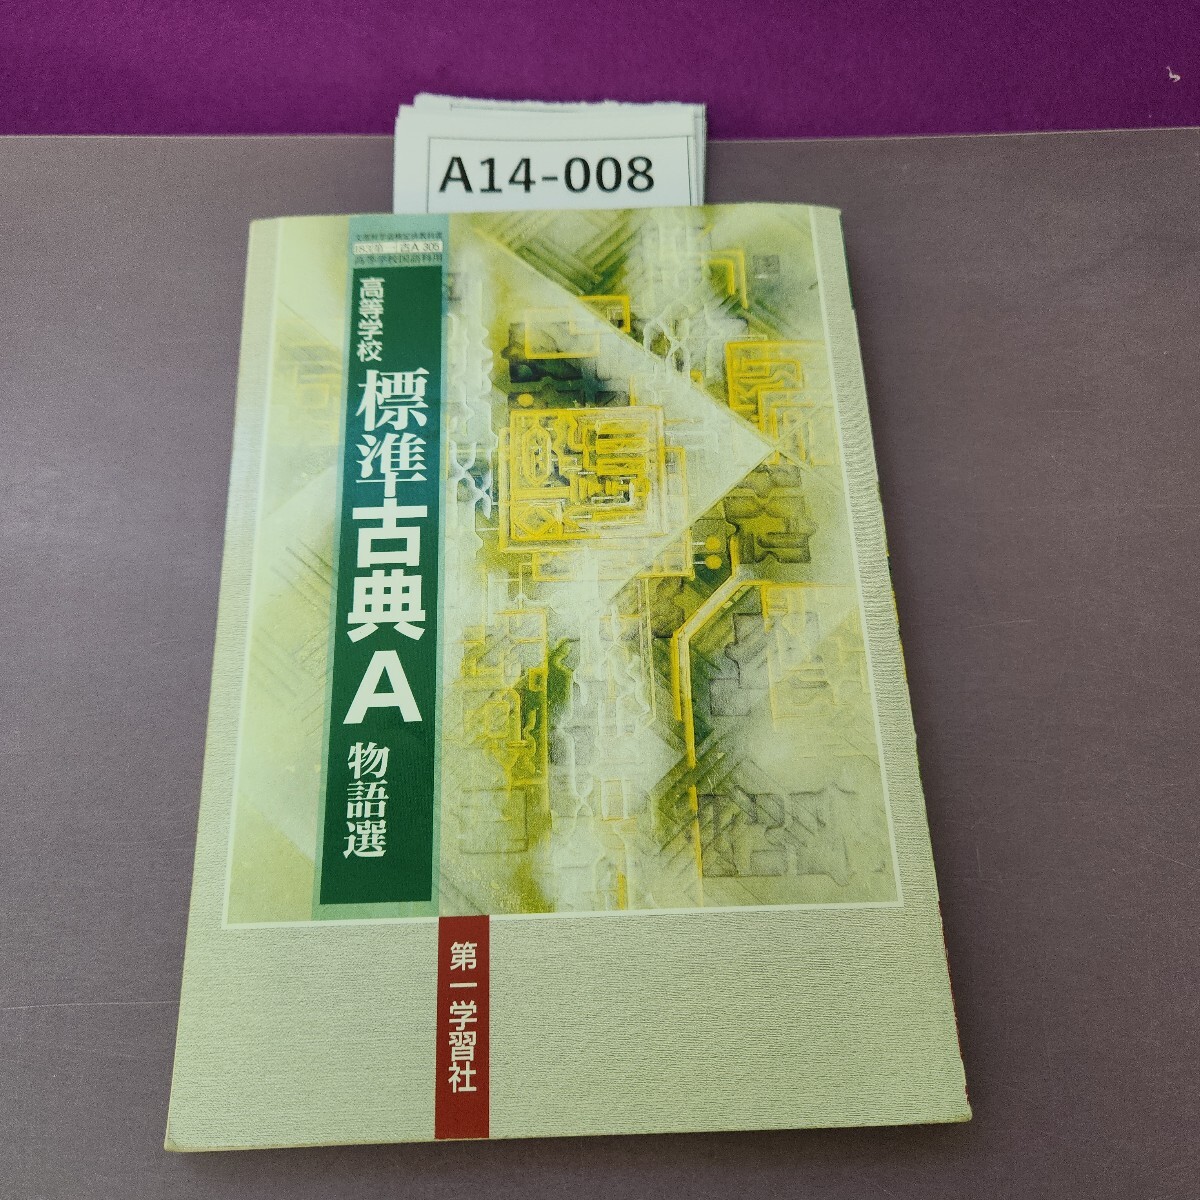 A14-008
文部科学省検定済教科書
183 第一 古A 305
高等学校国語科用
高等学校
標準古典A
物語選
第一学習社